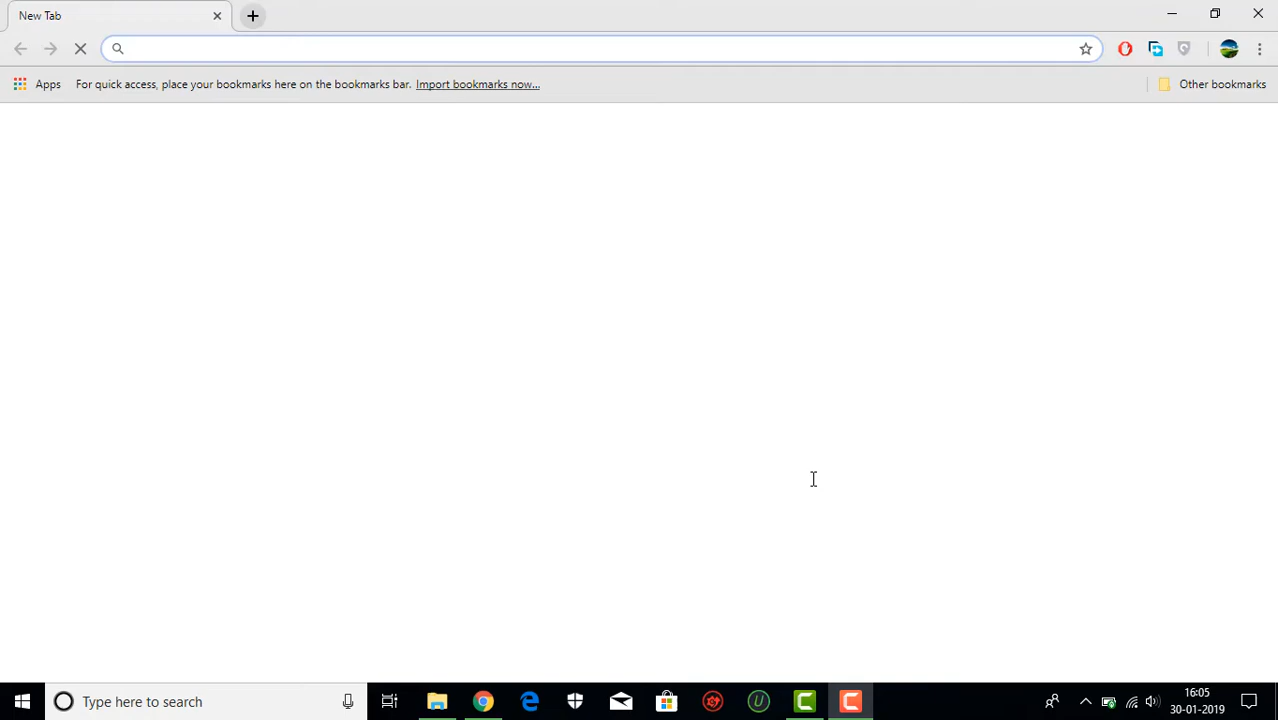 New Tab
Apps For quick access, place your bookmarks here on the bookmarks bar. Import bookmarks now... Other bookmarks
Type here to search
16:05
30-01-2019